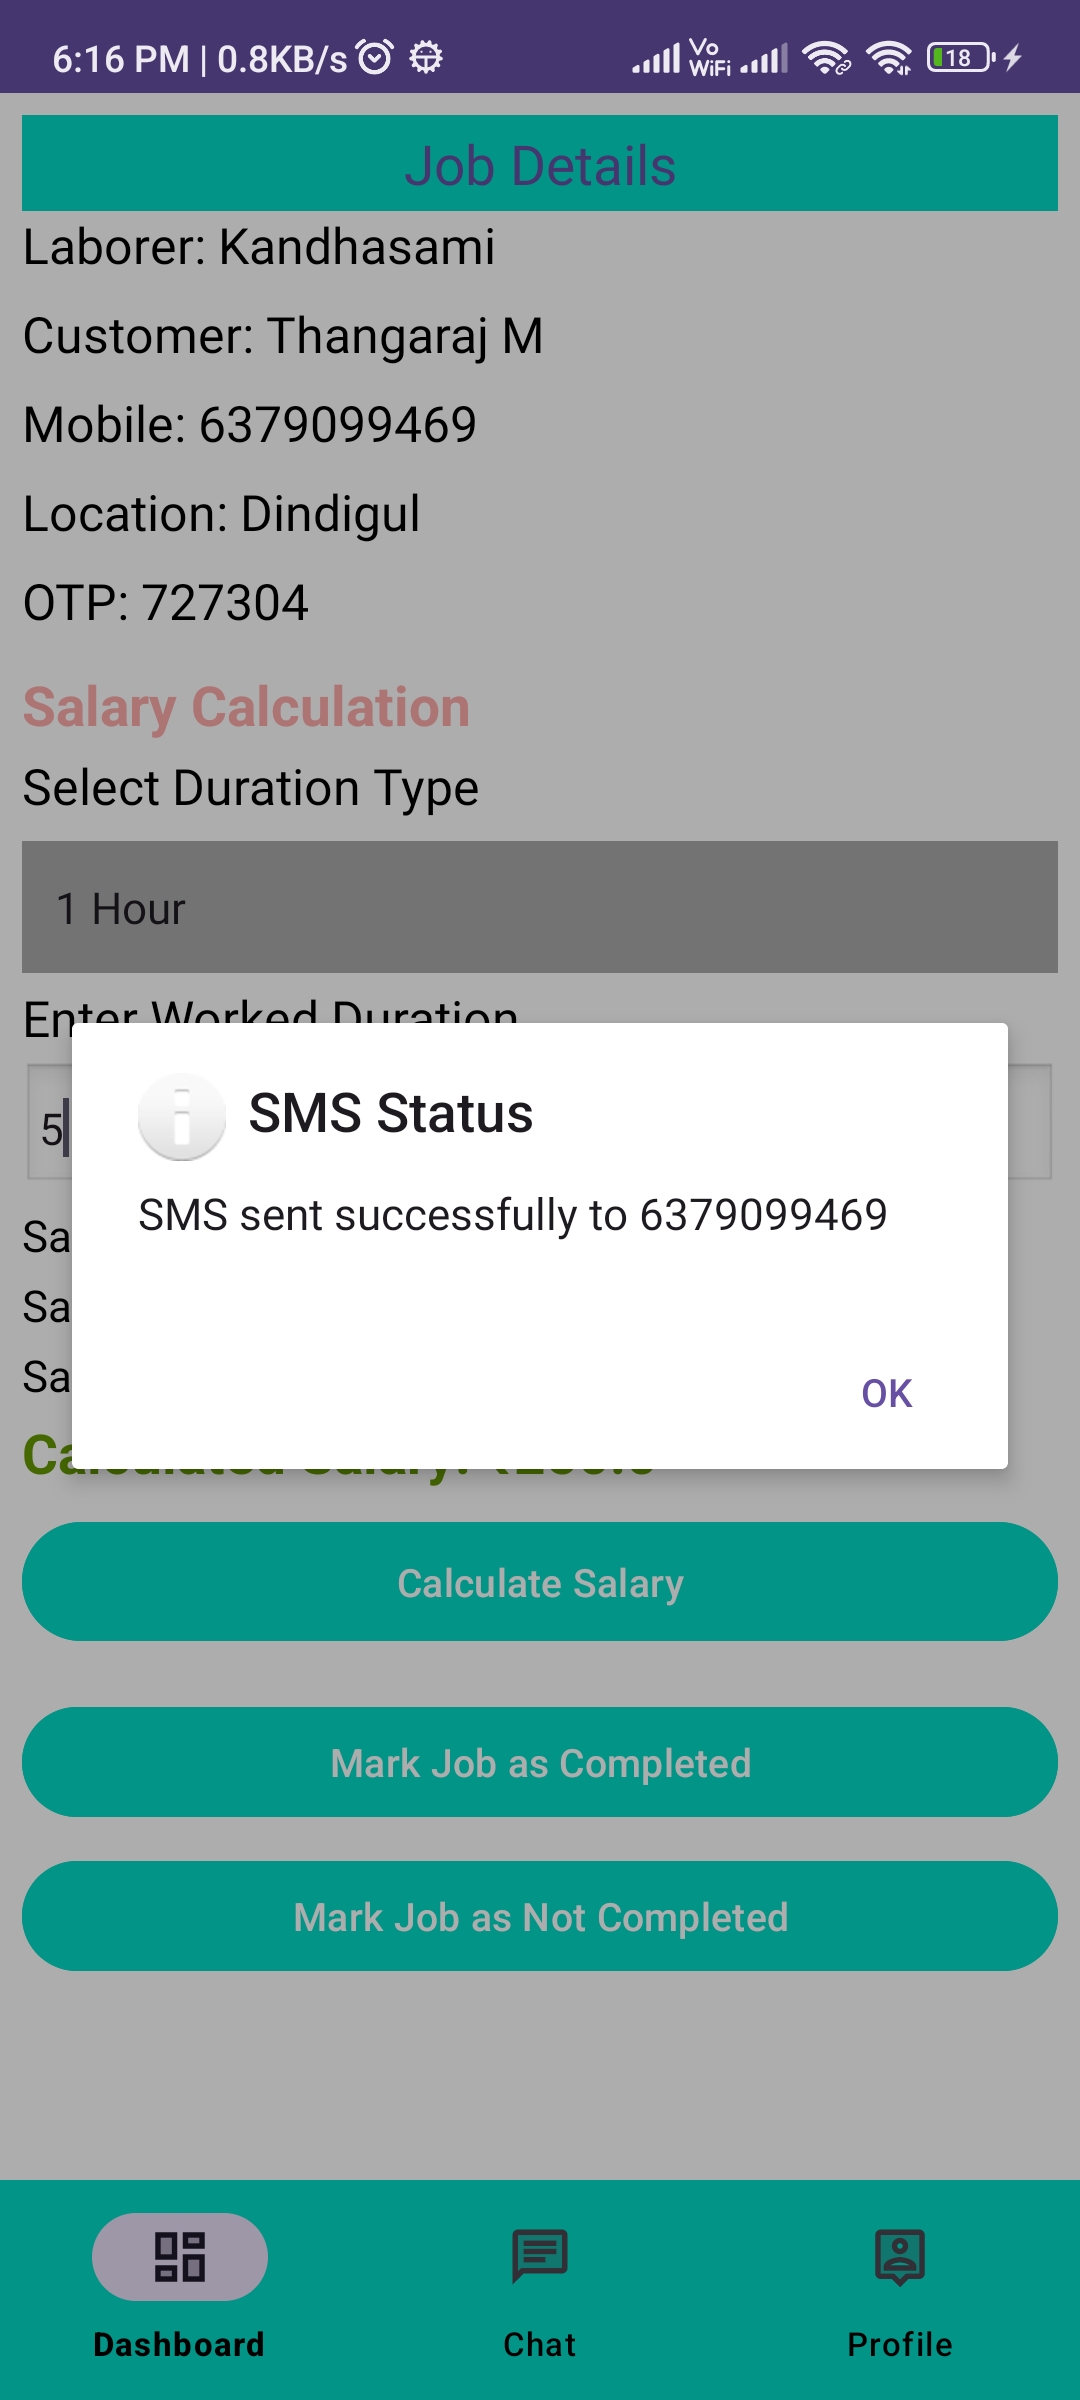 6:16 PM | 0.8KB/s Vo WiFi 18
Job Details
Laborer: Kandhasami
Customer: Thangaraj M
Mobile: 6379099469
Location: Dindigul
OTP: 727304
Salary Calculation
Select Duration Type
1 Hour
Enter Worked Duration
5
SMS Status
SMS sent successfully to 6379099469
Sa
Sa
Sa
OK
Calculated Salary:
Calculate Salary
Mark Job as Completed
Mark Job as Not Completed
Dashboard
Chat
Profile